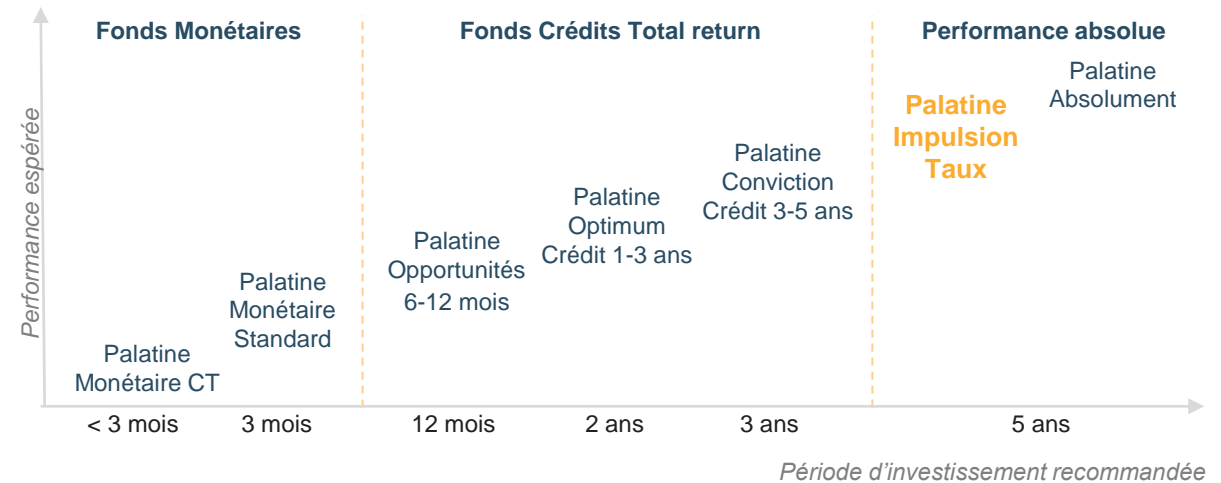 Fonds Monétaires
Fonds Crédits Total return
Performance absolue
Performance espérée
Palatine
Monétaire CT
Palatine
Monétaire
Standard
Palatine
Opportunités
6-12 mois
Palatine
Optimum
Crédit 1-3 ans
Palatine
Conviction
Crédit 3-5 ans
Palatine
Impulsion
Taux
Palatine
Absolument
< 3 mois
3 mois
12 mois
2 ans
3 ans
5 ans
Période d’investissement recommandée